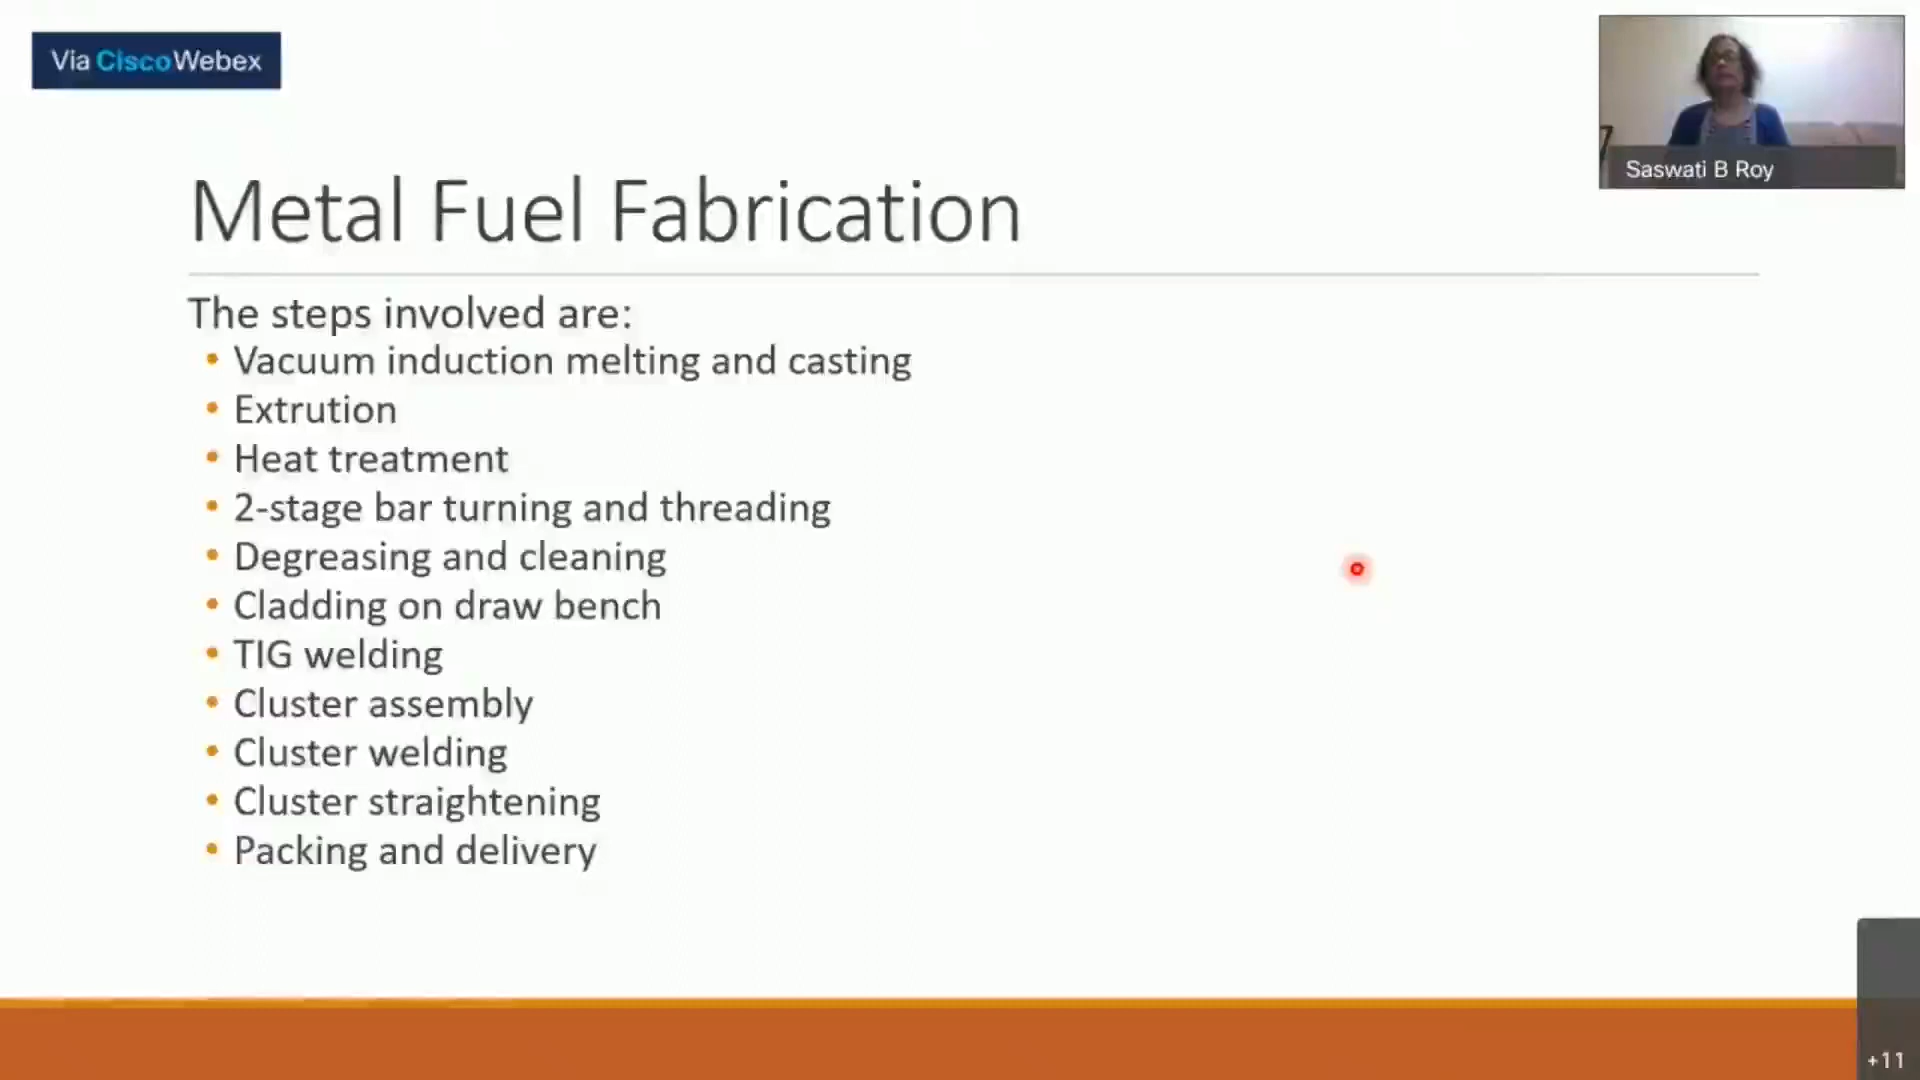 Via Cisco Webex
Saswati B Roy
Metal Fuel Fabrication
The steps involved are:
• Vacuum induction melting and casting
• Extrution
• Heat treatment
• 2-stage bar turning and threading
• Degreasing and cleaning
• Cladding on draw bench
• TIG welding
• Cluster assembly
• Cluster welding
• Cluster straightening
• Packing and delivery
+11